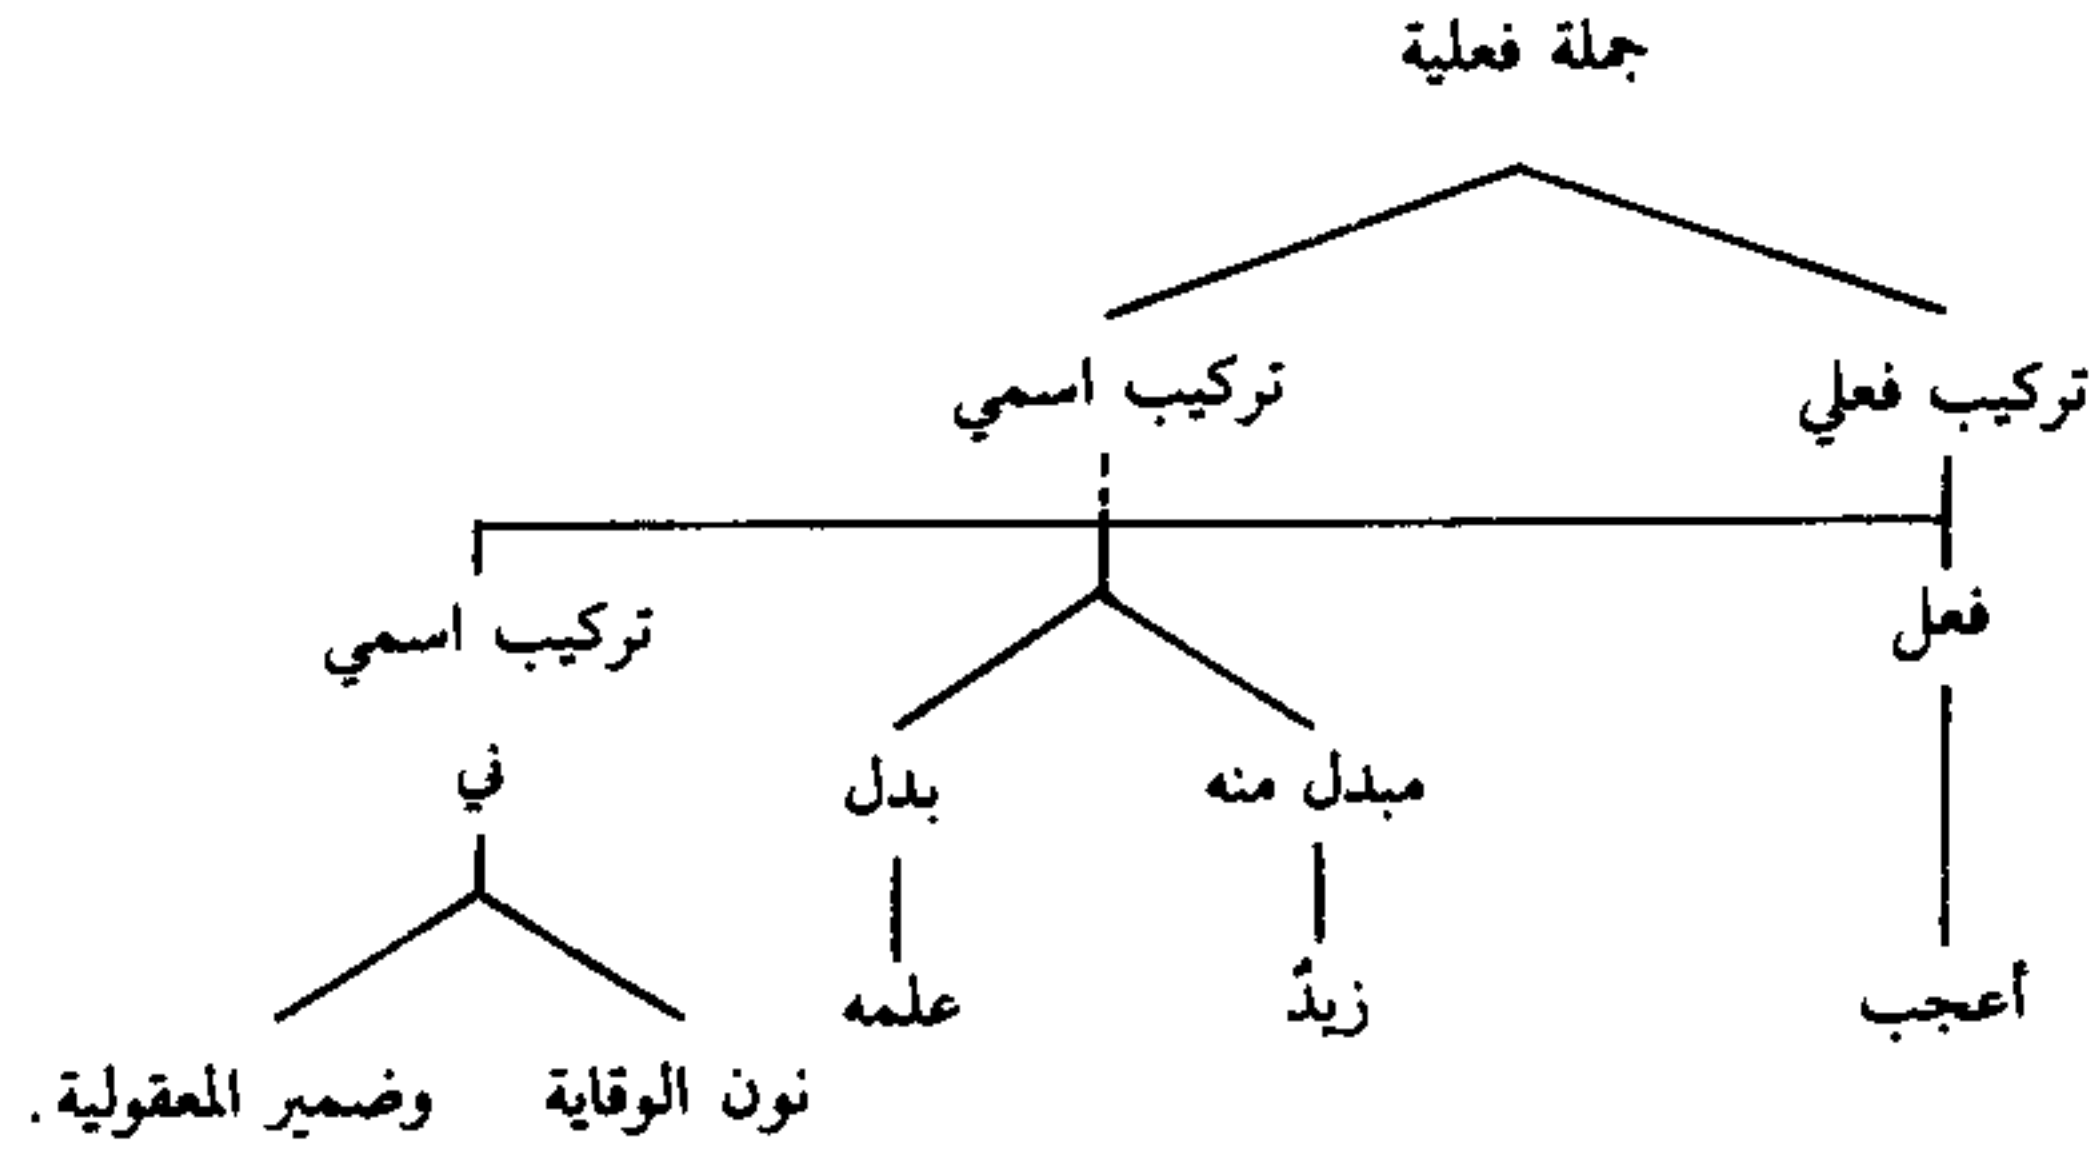 جملة فعلية
تركيب فعلي تركيب اسمي
فعل تركيب اسمي
مبدل منه بدل ني
أعجب زيدٌ علمه
نون الوقاية وضمير المعقولية .